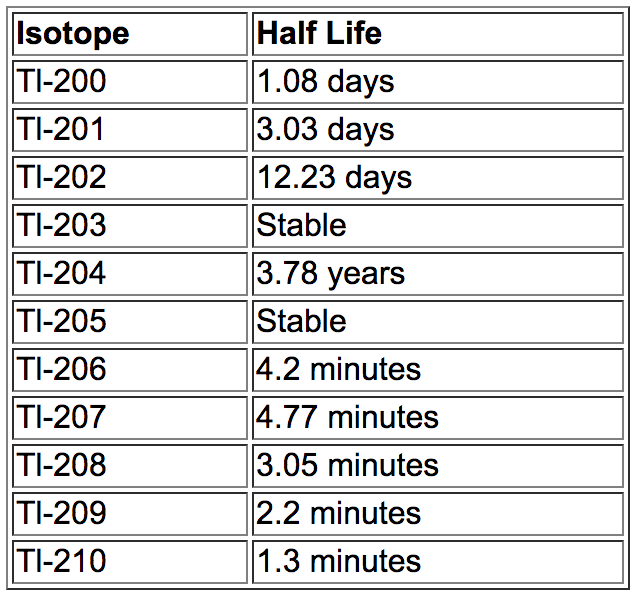 Isotope Half Life
Tl-200 1.08 days
Tl-201 3.03 days
Tl-202 12.23 days
Tl-203 Stable
Tl-204 3.78 years
Tl-205 Stable
Tl-206 4.2 minutes
Tl-207 4.77 minutes
Tl-208 3.05 minutes
Tl-209 2.2 minutes
Tl-210 1.3 minutes